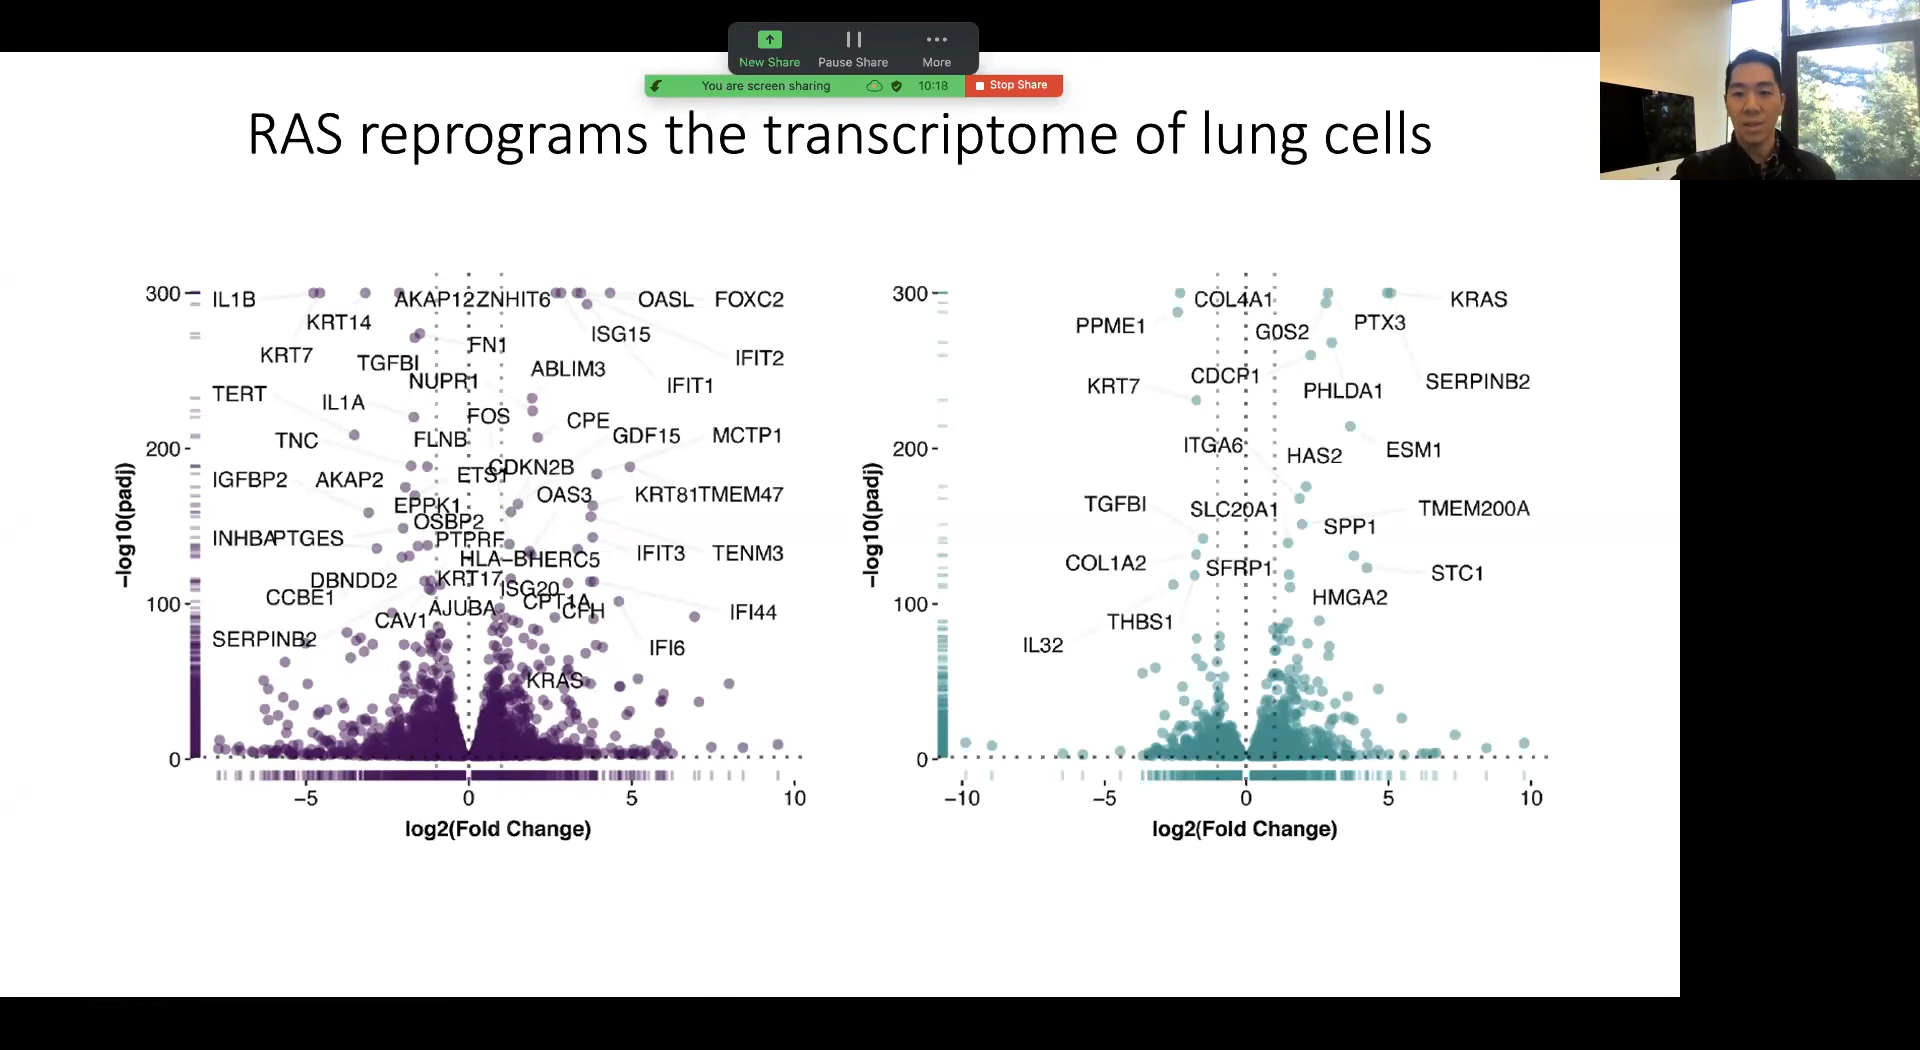 New Share Pause Share More
You are screen sharing 10:18 Stop Share
RAS reprograms the transcriptome of lung cells
300
200
100
0
−log10(padj)
IL1B
AKAP12
ZNHIT6
OASL
FOXC2
KRT14
ISG15
FN1
KRT7
TGFBI
IFIT2
ABLIM3
NUPR1
IFIT1
TERT
IL1A
FOS
CPE
TNC
FLNB
GDF15
MCTP1
CDKN2B
ETS1
IGFBP2
AKAP2
OAS3
KRT81
TMEM47
EPPK1
OSBP2
INHBA
PTGES
PTPRF
IFIT3
TENM3
HLA−B
HERC5
DBNDD2
KRT17
ISG20
CCBE1
CPT1A
AJUBA
CFH
IFI44
CAV1
SERPINB2
IFI6
KRAS
−5
0
5
10
log2(Fold Change)
300
200
100
0
−log10(padj)
COL4A1
KRAS
PPME1
G0S2
PTX3
CDCP1
KRT7
PHLDA1
SERPINB2
ITGA6
HAS2
ESM1
TGFBI
SLC20A1
TMEM200A
SPP1
COL1A2
SFRP1
STC1
HMGA2
THBS1
IL32
−10
−5
0
5
10
log2(Fold Change)